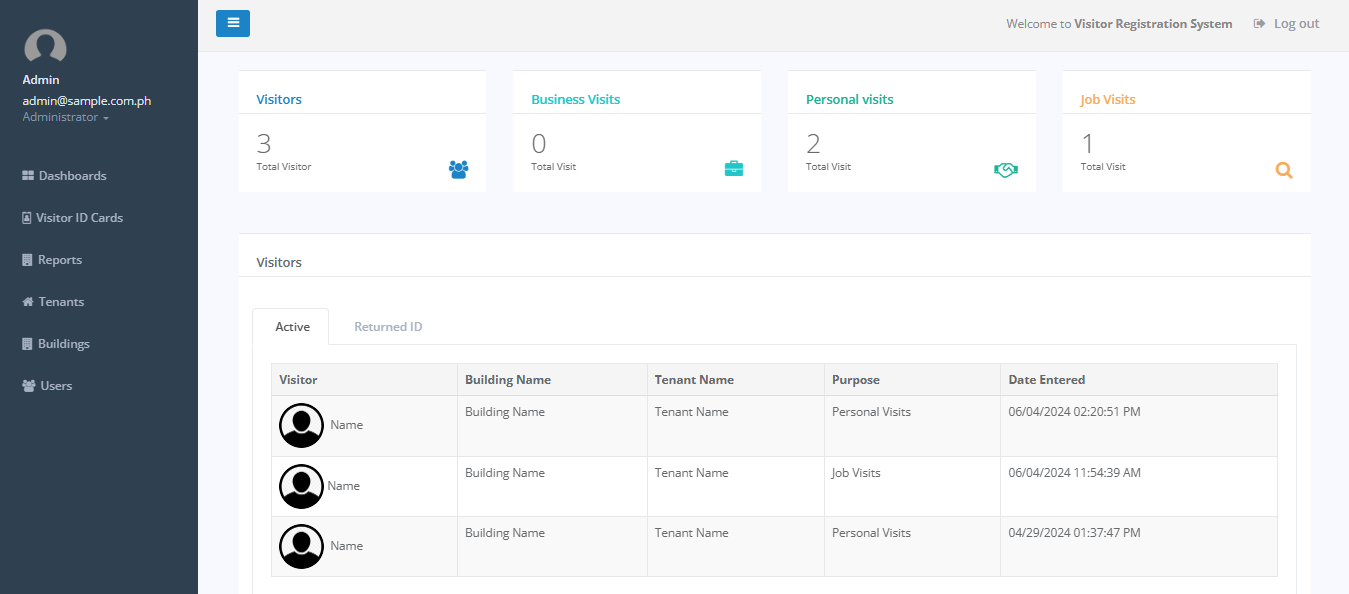 Welcome to Visitor Registration System Log out
Admin
admin@sample.com.ph
Administrator
Dashboards
Visitor ID Cards
Reports
Tenants
Buildings
Users
Visitors
3
Total Visitor
Business Visits
0
Total Visit
Personal visits
2
Total Visit
Job Visits
1
Total Visit
Visitors
Active Returned ID
Visitor Building Name Tenant Name Purpose Date Entered
Name Building Name Tenant Name Personal Visits 06/04/2024 02:20:51 PM
Name Building Name Tenant Name Job Visits 06/04/2024 11:54:39 AM
Name Building Name Tenant Name Personal Visits 04/29/2024 01:37:47 PM